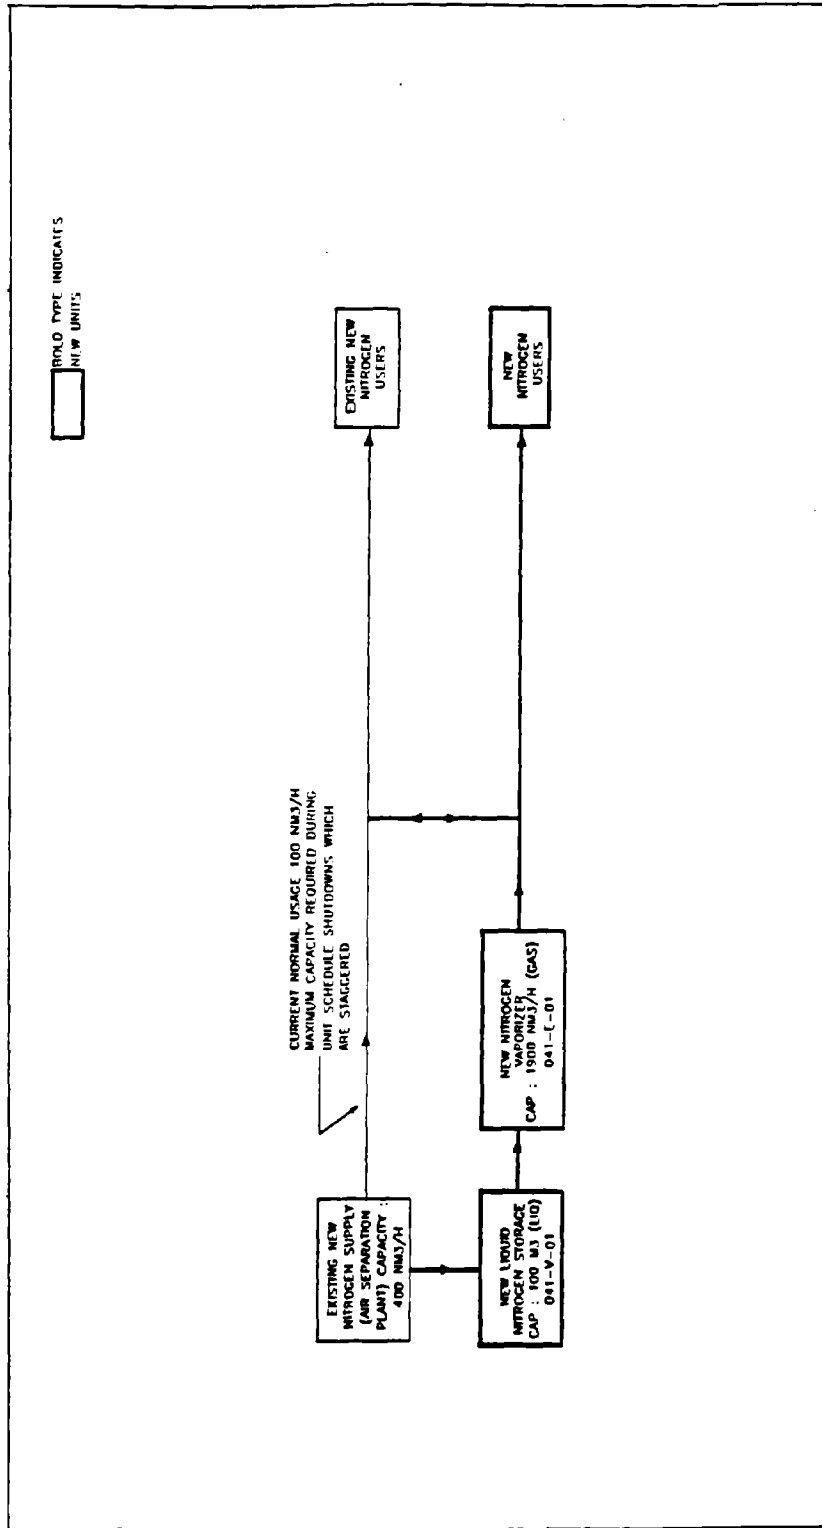 BOLD TYPE INDICATES
NEW UNITS
CURRENT NORMAL USAGE 100 NM3/H
MAXIMUM CAPACITY REQUIRED DURING
UNIT SCHEDULE SHUTDOWNS WHICH
ARE STAGGERED
EXISTING NEW
NITROGEN SUPPLY
(AIR SEPARATION
PLANT) CAPACITY :
400 NM3/H
EXISTING NEW
NITROGEN
USERS
NEW LIQUID
NITROGEN STORAGE
CAP : 100 M3 (LIQ)
041-V-01
NEW NITROGEN
VAPORIZER
CAP : 1900 NM3/H (GAS)
041-E-01
NEW
NITROGEN
USERS